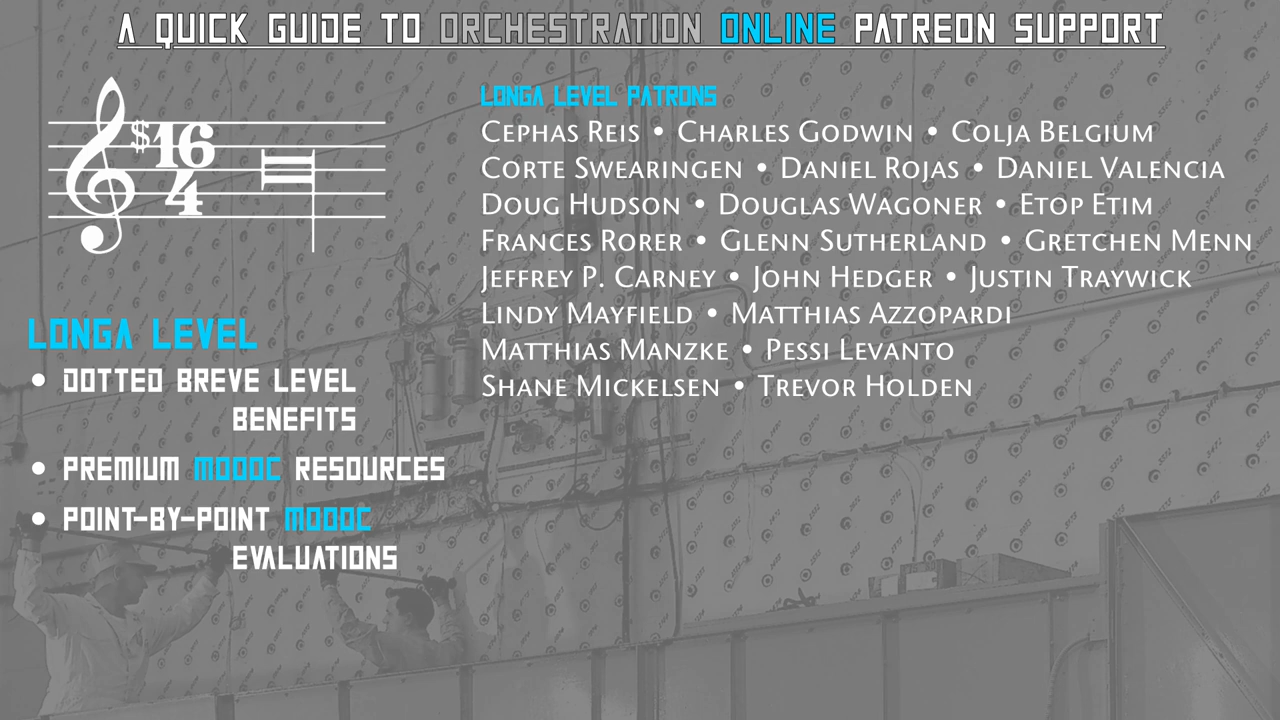 A QUICK GUIDE TO ORCHESTRATION ONLINE PATREON SUPPORT
$16
4
LONGA LEVEL
• DOTTED BREVE LEVEL
BENEFITS
• PREMIUM MOOOC RESOURCES
• POINT-BY-POINT MOOOC
EVALUATIONS
LONGA LEVEL PATRONS
CEPHAS REIS • CHARLES GODWIN • COLJA BELGIUM
CORTE SWEARINGEN • DANIEL ROJAS • DANIEL VALENCIA
DOUG HUDSON • DOUGLAS WAGONER • ETOP ETIM
FRANCES RORER • GLENN SUTHERLAND • GRETCHEN MENN
JEFFREY P. CARNEY • JOHN HEDGER • JUSTIN TRAYWICK
LINDY MAYFIELD • MATTHIAS AZZOPARDI
MATTHIAS MANZKE • PESSI LEVANTO
SHANE MICKELSEN • TREVOR HOLDEN